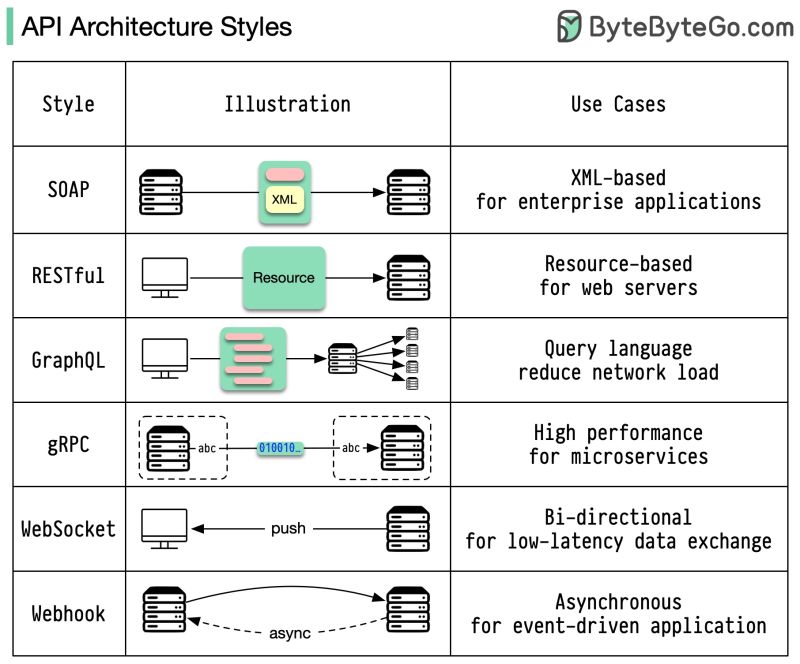 API Architecture Styles
ByteByteGo.com
Style
Illustration
Use Cases
SOAP
XML
XML-based
for enterprise applications
RESTful
Resource
Resource-based
for web servers
GraphQL
Query language
reduce network load
gRPC
abc
010010…
abc
High performance
for microservices
WebSocket
push
Bi-directional
for low-latency data exchange
Webhook
async
Asynchronous
for event-driven application